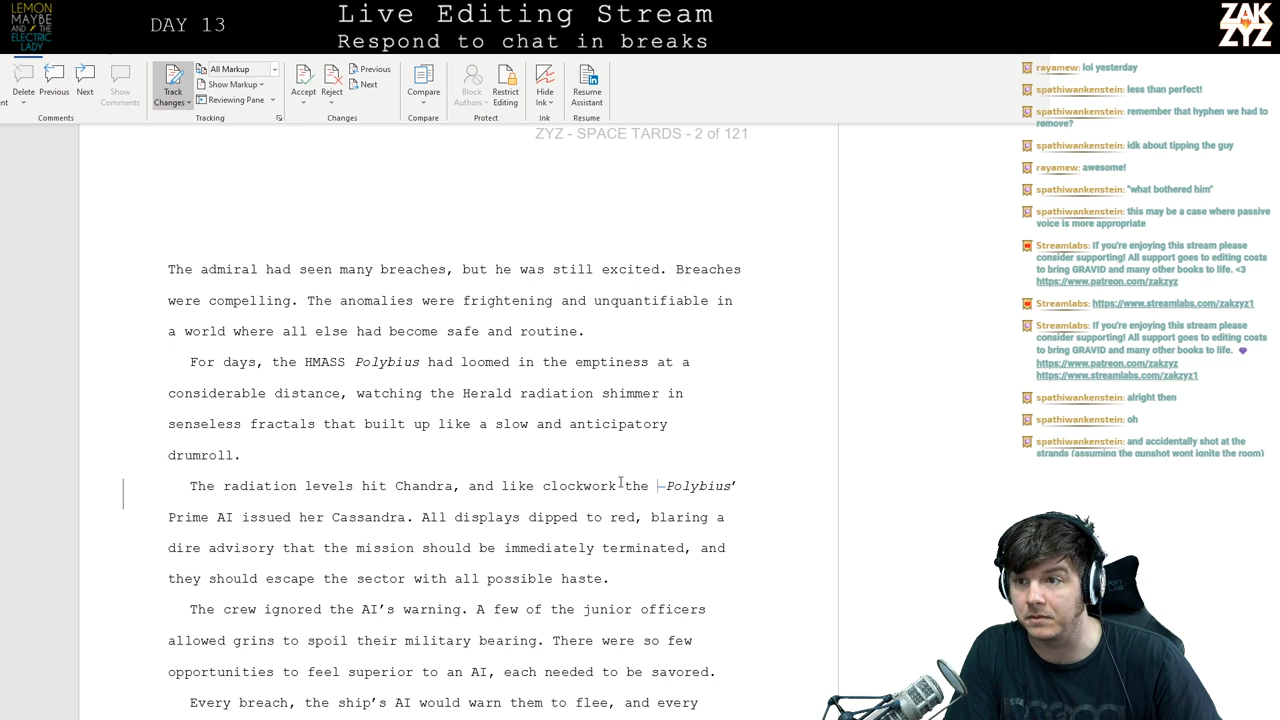 LEMON
MAYBE
AND THE
ELECTRIC
LADY
DAY 13
Live Editing Stream
Respond to chat in breaks
ZAK
ZYZ
Delete
Previous
Next
Show
Comments
Comments
Track
Changes
All Markup
Show Markup
Reviewing Pane
Tracking
Accept
Reject
Previous
Next
Changes
Compare
Compare
Block
Authors
Restrict
Editing
Protect
Hide
Ink
Ink
Resume
Assistant
Resume
ZYZ - SPACE TARDS - 2 of 121
The admiral had seen many breaches, but he was still excited. Breaches
were compelling. The anomalies were frightening and unquantifiable in
a world where all else had become safe and routine.
For days, the HMASS Polybius had loomed in the emptiness at a
considerable distance, watching the Herald radiation shimmer in
senseless fractals that built up like a slow and anticipatory
drumroll.
The radiation levels hit Chandra, and like clockwork the Polybius’
Prime AI issued her Cassandra. All displays dipped to red, blaring a
dire advisory that the mission should be immediately terminated, and
they should escape the sector with all possible haste.
The crew ignored the AI’s warning. A few of the junior officers
allowed grins to spoil their military bearing. There were so few
opportunities to feel superior to an AI, each needed to be savored.
Every breach, the ship’s AI would warn them to flee, and every
rayamew: lol yesterday
spathiwankenstein: less than perfect!
spathiwankenstein: remember that hyphen we had to
remove?
spathiwankenstein: idk about tipping the guy
rayamew: awesome!
spathiwankenstein: "what bothered him"
spathiwankenstein: this may be a case where passive
voice is more appropriate
Streamlabs: If you're enjoying this stream please
consider supporting! All support goes to editing costs
to bring GRAVID and many other books to life. <3
https://www.patreon.com/zakzyz
Streamlabs: https://www.streamlabs.com/zakzyz1
Streamlabs: If you're enjoying this stream please
consider supporting! All support goes to editing costs
to bring GRAVID and many other books to life. 💜
https://www.patreon.com/zakzyz
https://www.streamlabs.com/zakzyz1
spathiwankenstein: alright then
spathiwankenstein: oh
spathiwankenstein: and accidentally shot at the
strands (assuming the gunshot wont ignite the room)